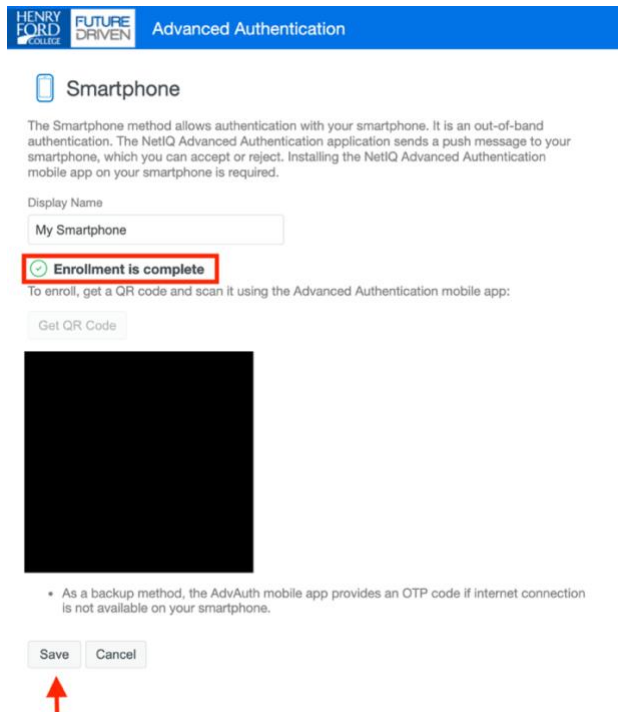 HENRY
FORD
COLLEGE
FUTURE
DRIVEN
Advanced Authentication
Smartphone
The Smartphone method allows authentication with your smartphone. It is an out-of-band
authentication. The NetIQ Advanced Authentication application sends a push message to your
smartphone, which you can accept or reject. Installing the NetIQ Advanced Authentication
mobile app on your smartphone is required.
Display Name
My Smartphone
Enrollment is complete
To enroll, get a QR code and scan it using the Advanced Authentication mobile app:
Get QR Code
• As a backup method, the AdvAuth mobile app provides an OTP code if internet connection
is not available on your smartphone.
Save Cancel